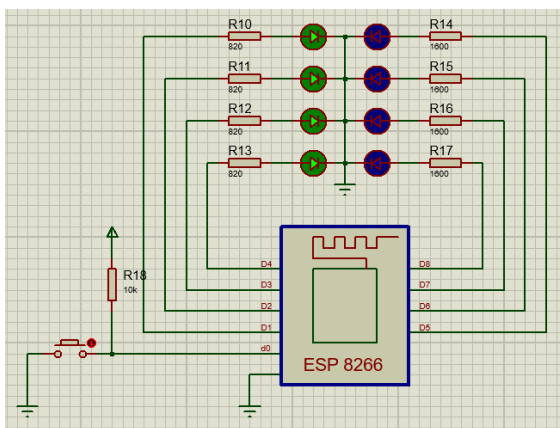 R10 R14
820 1600
R11 R15
820 1600
R12 R16
820 1600
R13 R17
820 1600
R18
10k
D4 D8
D3 D7
D2 D6
D1 D5
d0
ESP 8266